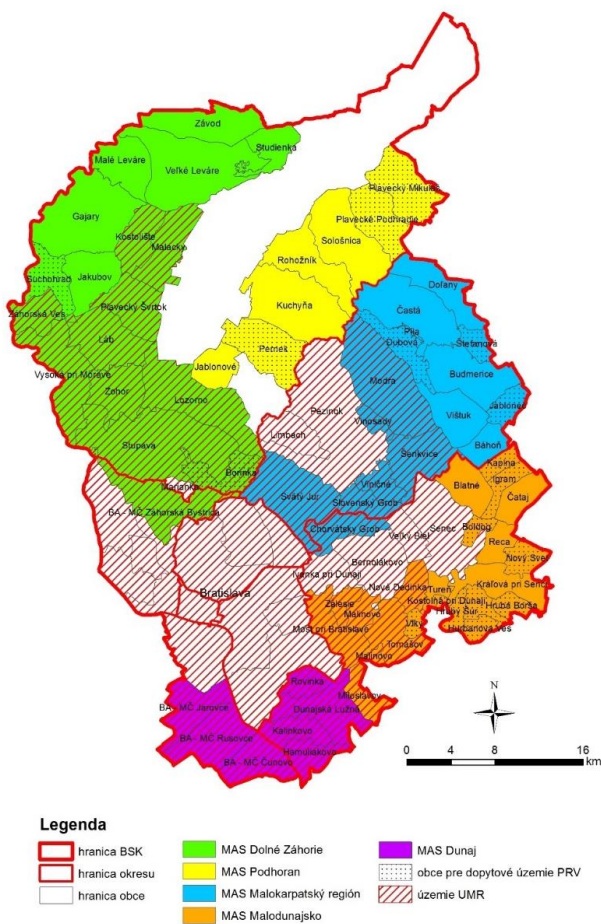 Závod
Studienka
Malé Leváre
Veľké Leváre
Plavecký Mikuláš
Gajary
Plavecké Podhradie
Kostolište
Malacky
Sološnica
Rohožník
Suchohrad
Jakubov
Doľany
Kuchyňa
Častá
Záhorská Ves
Plavecký Štvrtok
Píla
Dubová
Štefanová
Láb
Pernek
Budmerice
Vysoká pri Morave
Jablonové
Modra
Zohor
Lozorno
Pezinok
Vištuk
Jablonec
Vinosady
Limbach
Báhoň
Stupava
Šenkvice
Borinka
Kaplna
Igram
Marianka
Svätý Jur
Viničné
Blatné
Čataj
BA - MČ Záhorská Bystrica
Slovenský Grob
Boldog
Chorvátsky Grob
Senec
Veľký Biel
Reca
Nový Svet
Bernolákovo
Ivanka pri Dunaji
Bratislava
Nová Dedinka
Tureň
Kráľová pri Senci
Kostolná pri Dunaji
Zálesie
Hrubý Šúr
Hrubá Borša
Malinovo
Vlky
Hurbanova Ves
Most pri Bratislave
Tomášov
Malinovo
Rovinka
Miloslavov
BA - MČ Jarovce
Dunajská Lužná
Kalinkovo
BA - MČ Rusovce
Hamuliakovo
BA - MČ Čunovo
N
0 4 8 16
km
Legenda
hranica BSK
hranica okresu
hranica obce
MAS Dolné Záhorie
MAS Podhoran
MAS Malokarpatský región
MAS Malodunajsko
MAS Dunaj
obce pre dopytové územie PRV
územie UMR